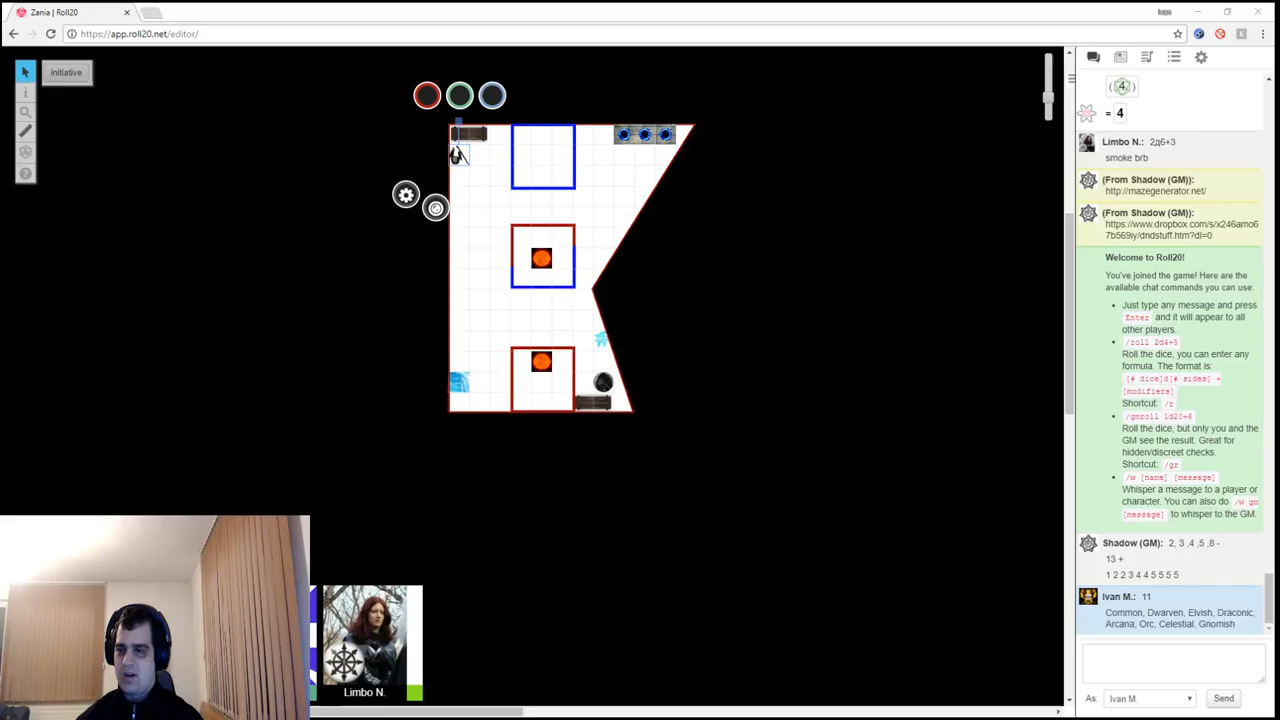 Zania | Roll20
Ivan
https://app.roll20.net/editor/
initiative
(4)
= 4
Limbo N.: 2д6+3
smoke brb
(From Shadow (GM)):
http://mazegenerator.net/
(From Shadow (GM)):
https://www.dropbox.com/s/x246amo6
7b569iy/dndstuff.htm?dl=0
Welcome to Roll20!
You've joined the game! Here are the
available chat commands you can use:
• Just type any message and press
Enter and it will appear to all
other players.
• /roll 2d4+5
Roll the dice, you can enter any
formula. The format is:
[# dice]d[# sides] +
[modifiers]
Shortcut: /r
• /gmroll 1d20+6
Roll the dice, but only you and the
GM see the result. Great for
hidden/discreet checks.
Shortcut: /gr
• /w [name] [message]
Whisper a message to a player or
character. You can also do /w gm
[message] to whisper to the GM.
Shadow (GM): 2, 3 ,4 ,5 ,8 -
13 +
1 2 2 3 4 4 5 5 5 5
Ivan M.: 11
Common, Dwarven, Elvish, Draconic,
Arcana, Orc, Celestial, Gnomish
Limbo N.
As: Ivan M. Send